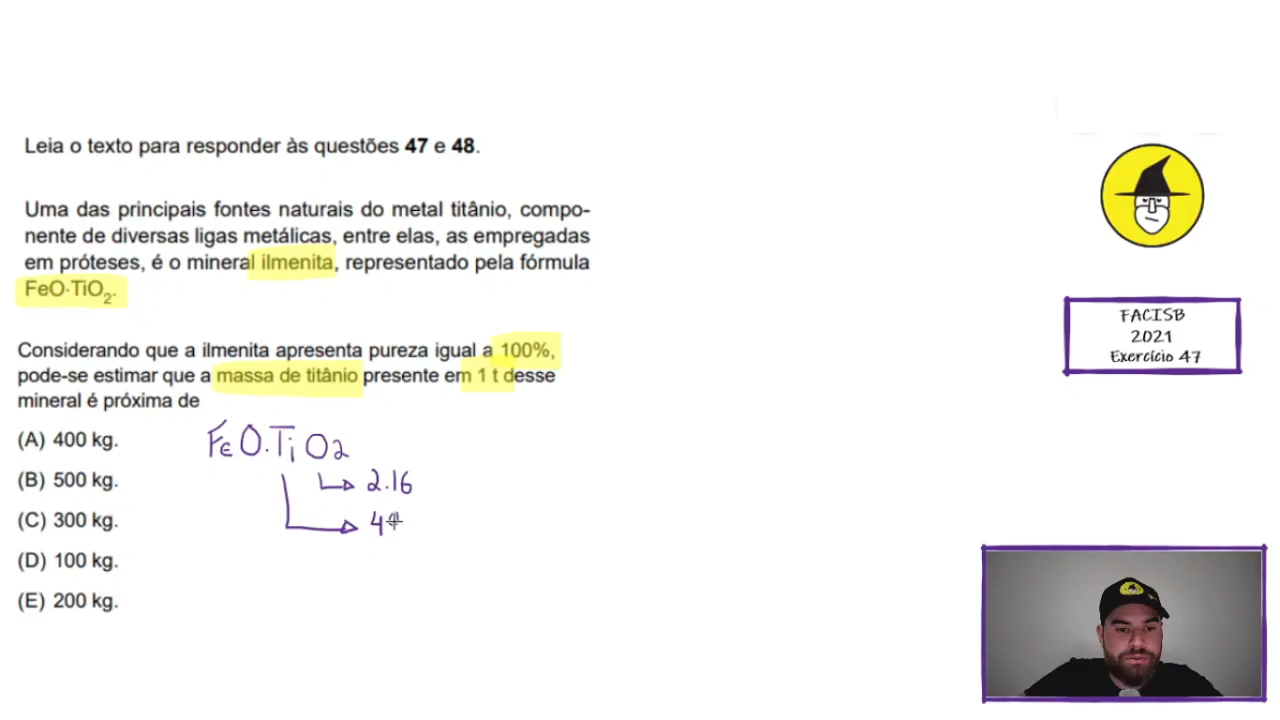 Leia o texto para responder às questões 47 e 48.
Uma das principais fontes naturais do metal titânio, compo-
nente de diversas ligas metálicas, entre elas, as empregadas
em próteses, é o mineral ilmenita, representado pela fórmula
FeO·TiO₂.
Considerando que a ilmenita apresenta pureza igual a 100%,
pode-se estimar que a massa de titânio presente em 1 t desse
mineral é próxima de
(A) 400 kg.
(B) 500 kg.
(C) 300 kg.
(D) 100 kg.
(E) 200 kg.
FeO.TiO2
2.16
FACISB
2021
Exercício 47